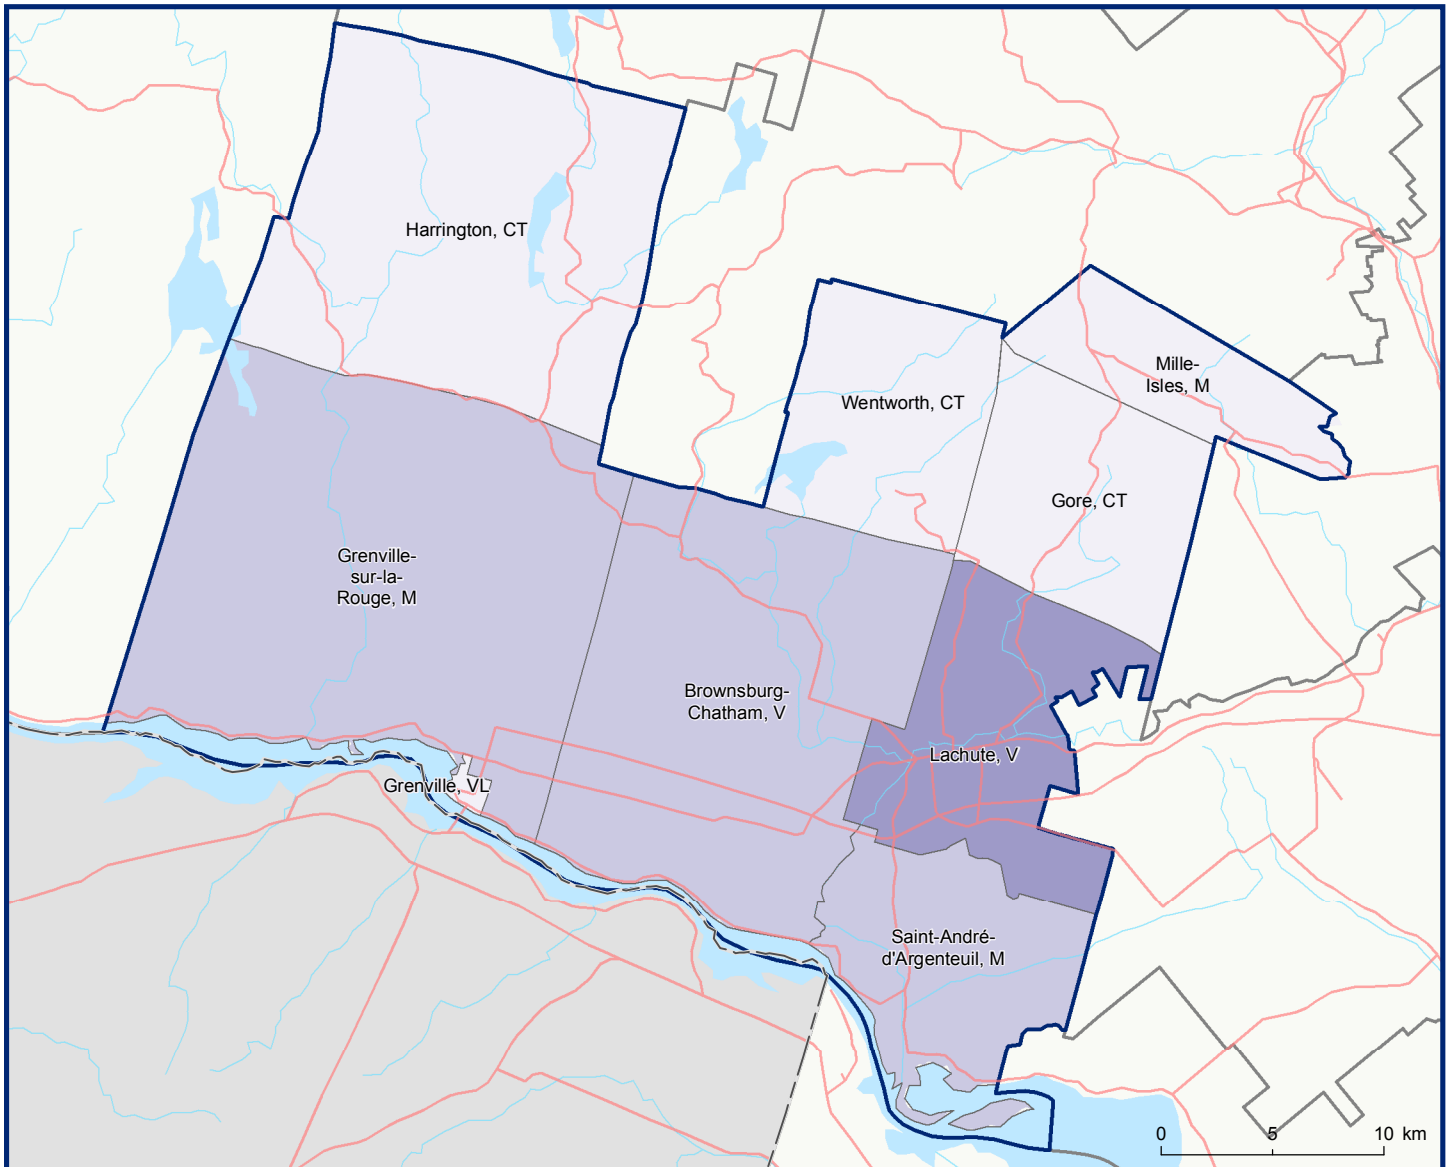 Harrington, CT
Mille-
Isles, M
Wentworth, CT
Gore, CT
Grenville-
sur-la-
Rouge, M
Brownsburg-
Chatham, V
Lachute, V
Grenville, VL
Saint-André-
d'Argenteuil, M
0 5 10 km